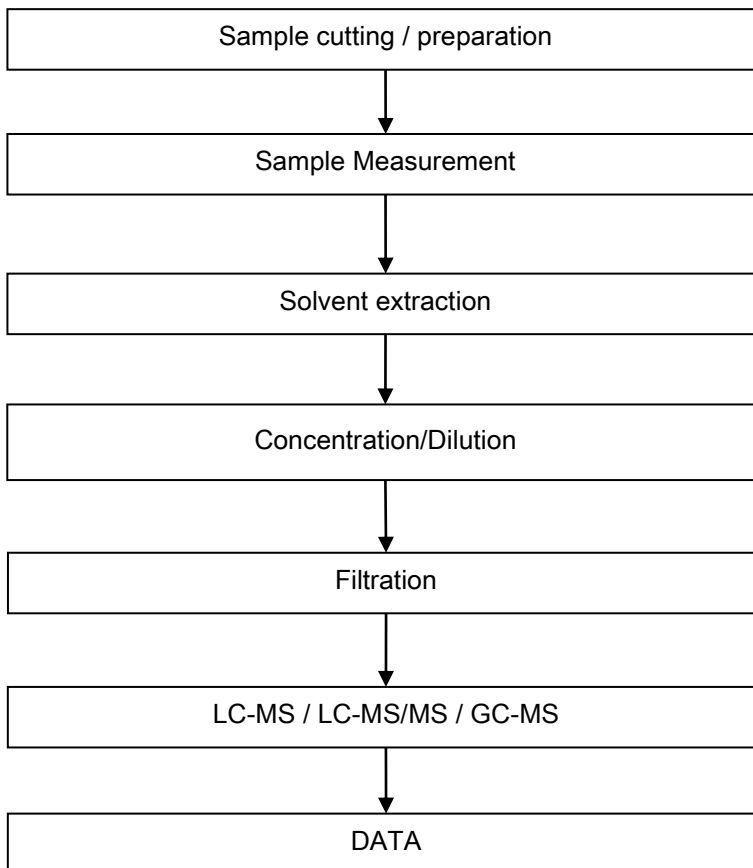 Sample cutting / preparation
Sample Measurement
Solvent extraction
Concentration/Dilution
Filtration
LC-MS / LC-MS/MS / GC-MS
DATA